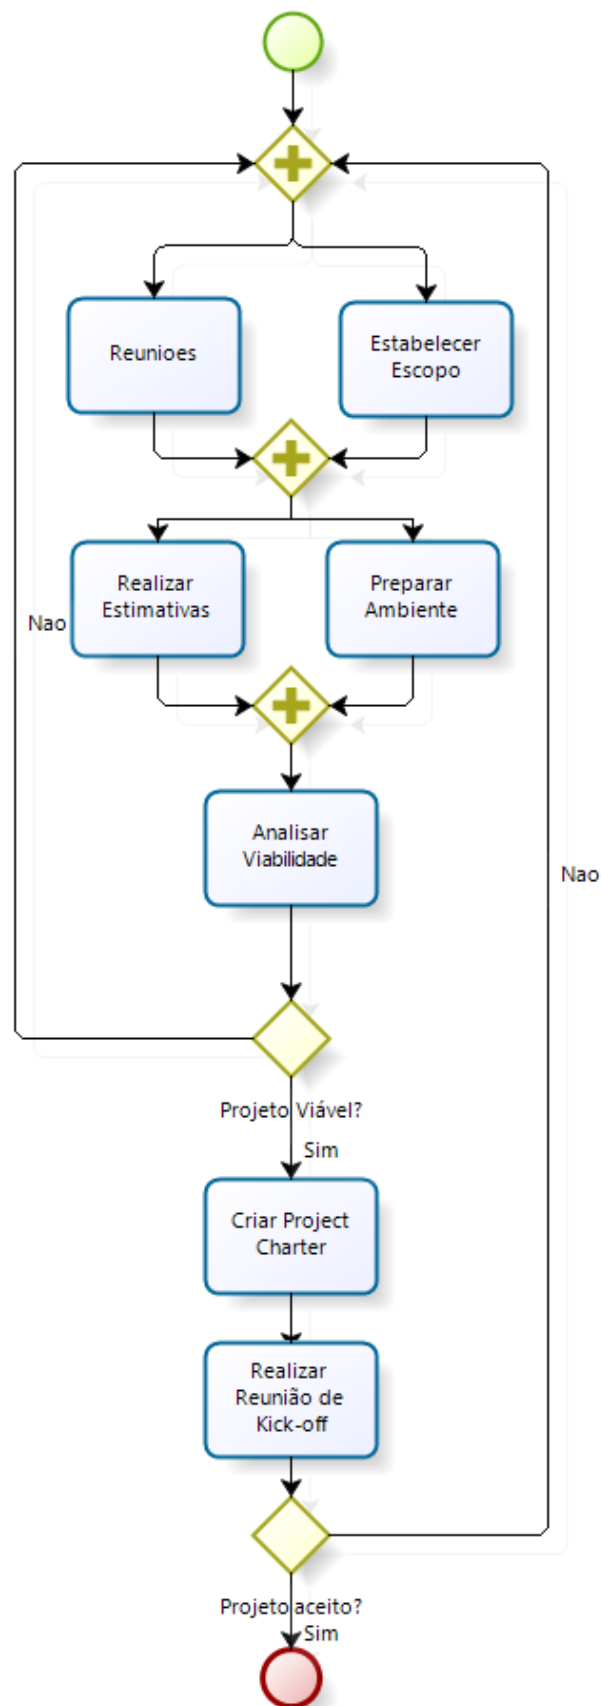 Reunioes
Estabelecer
Escopo
Realizar
Estimativas
Preparar
Ambiente
Nao
Analisar
Viabilidade
Nao
Projeto Viável?
Sim
Criar Project
Charter
Realizar
Reunião de
Kick-off
Projeto aceito?
Sim